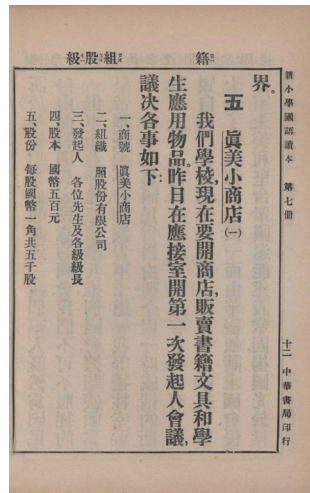 新小學國語讀本　第七册
十二　中華書局印行
界。
五　眞美小商店㈠
我們學校,現在要開商店,販賣書籍文具和學
生應用物品。昨日在應接室開第一次發起人會議,
議決各事如下:
一、商號　眞美小商店
二、組織　照股份有限公司
三、發起人　各位先生及各級級長
四、股本　國幣五百元
五、股份　每股國幣一角共五千股
籍　組　股　級